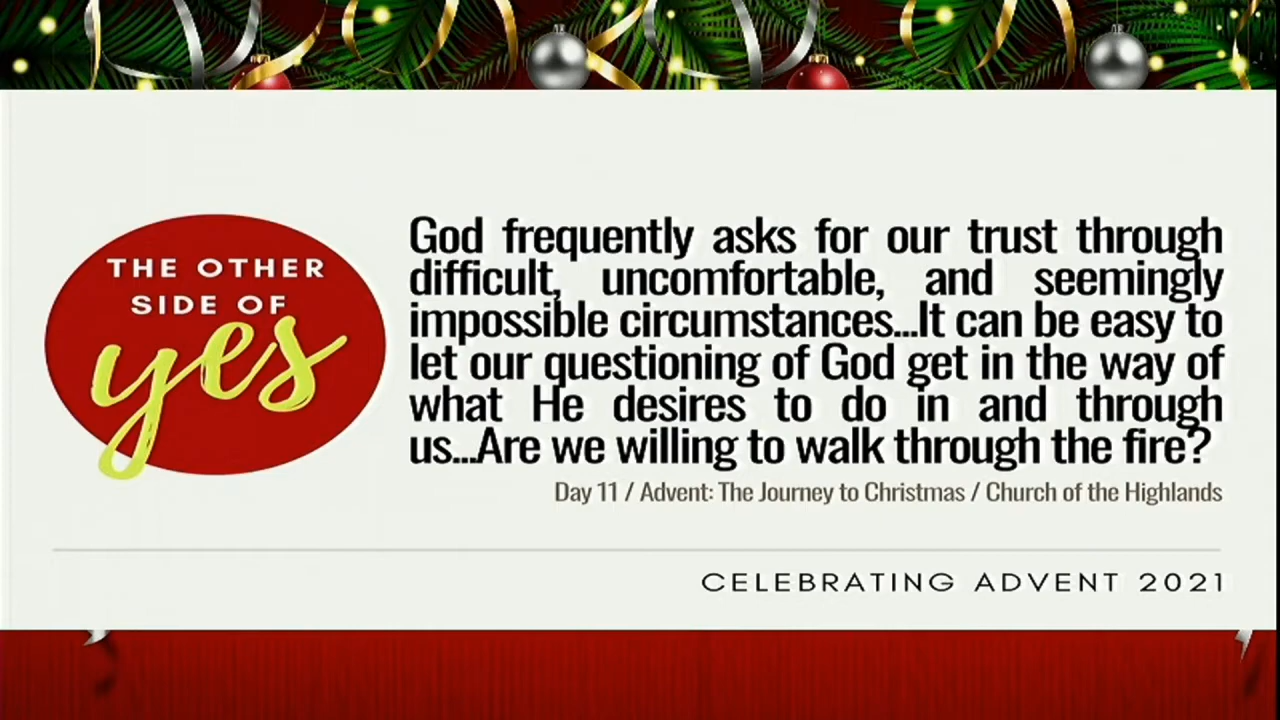 THE OTHER
SIDE OF
yes
God frequently asks for our trust through
difficult, uncomfortable, and seemingly
impossible circumstances...It can be easy to
let our questioning of God get in the way of
what He desires to do in and through
us...Are we willing to walk through the fire?
Day 11 / Advent: The Journey to Christmas / Church of the Highlands
CELEBRATING ADVENT 2021